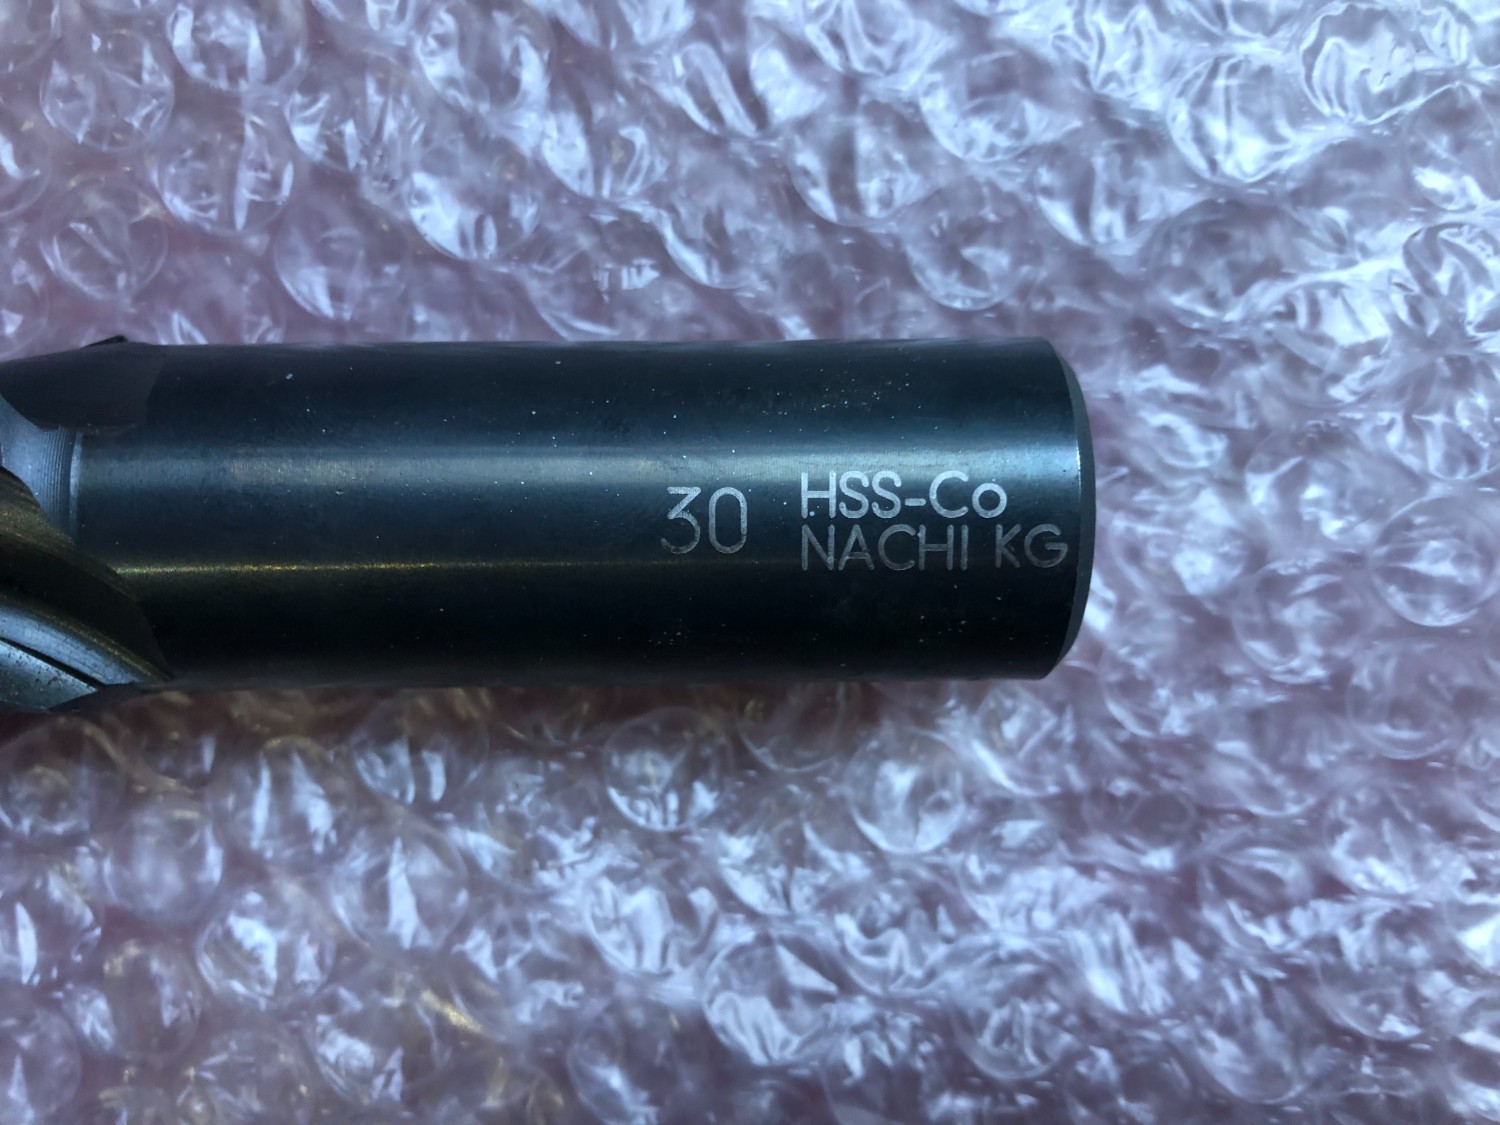 30
HSS-Co
NACHI KG